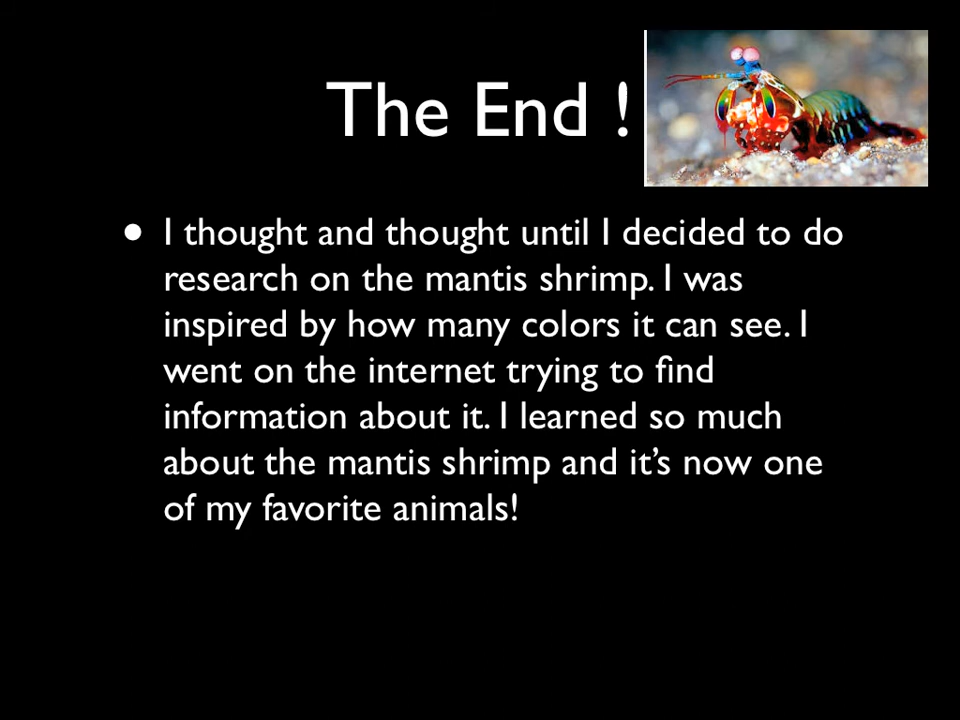 The End !
• I thought and thought until I decided to do
research on the mantis shrimp. I was
inspired by how many colors it can see. I
went on the internet trying to find
information about it. I learned so much
about the mantis shrimp and it’s now one
of my favorite animals!